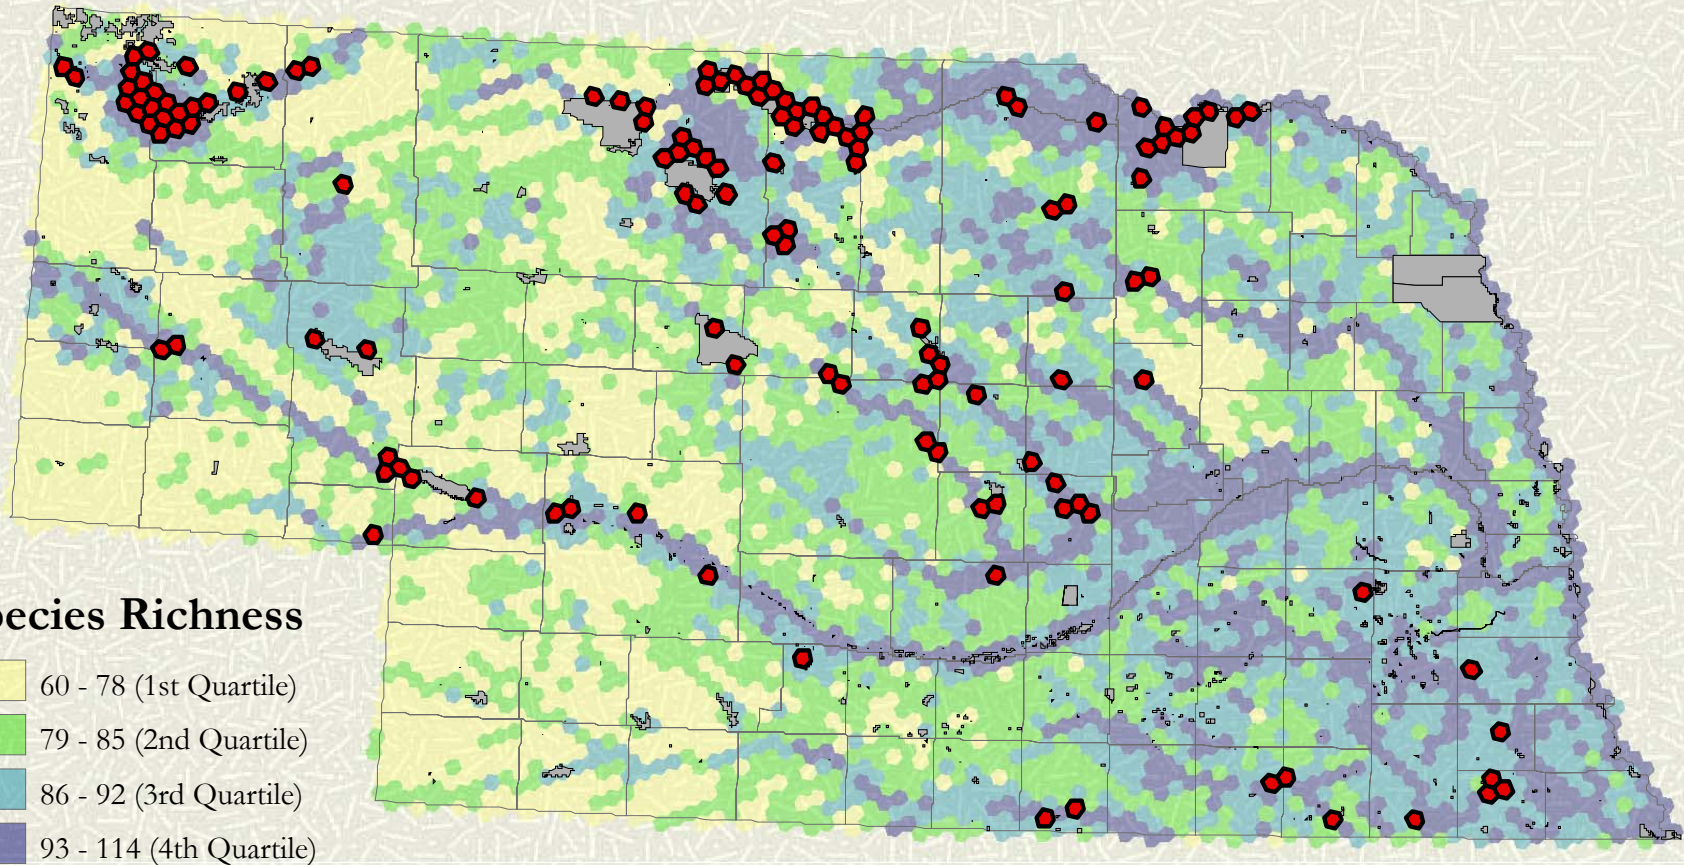 ecies Richness
60 - 78 (1st Quartile)
79 - 85 (2nd Quartile)
86 - 92 (3rd Quartile)
93 - 114 (4th Quartile)